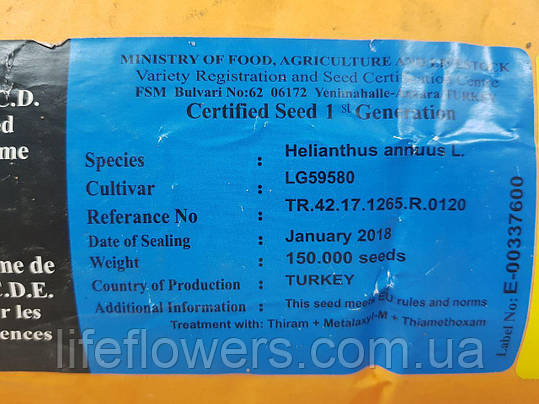 MINISTRY OF FOOD, AGRICULTURE AND LIVESTOCK
Variety Registration and Seed Certification Centre
FSM Bulvari No:62 06172 Yenimahalle-Ankara TURKEY
Certified Seed 1 st Generation
Species : Helianthus annuus L.
Cultivar : LG59580
Referance No : TR.42.17.1265.R.0120
Date of Sealing : January 2018
Weight : 150.000 seeds
Country of Production : TURKEY
Additional Information : This seed meets EU rules and norms
Treatment with: Thiram + Metalaxyl-M + Thiamethoxam
Label No: E-00337600
.C.D.
ed
me
me de
.C.D.E.
r les
ences
lifeflowers.com.ua